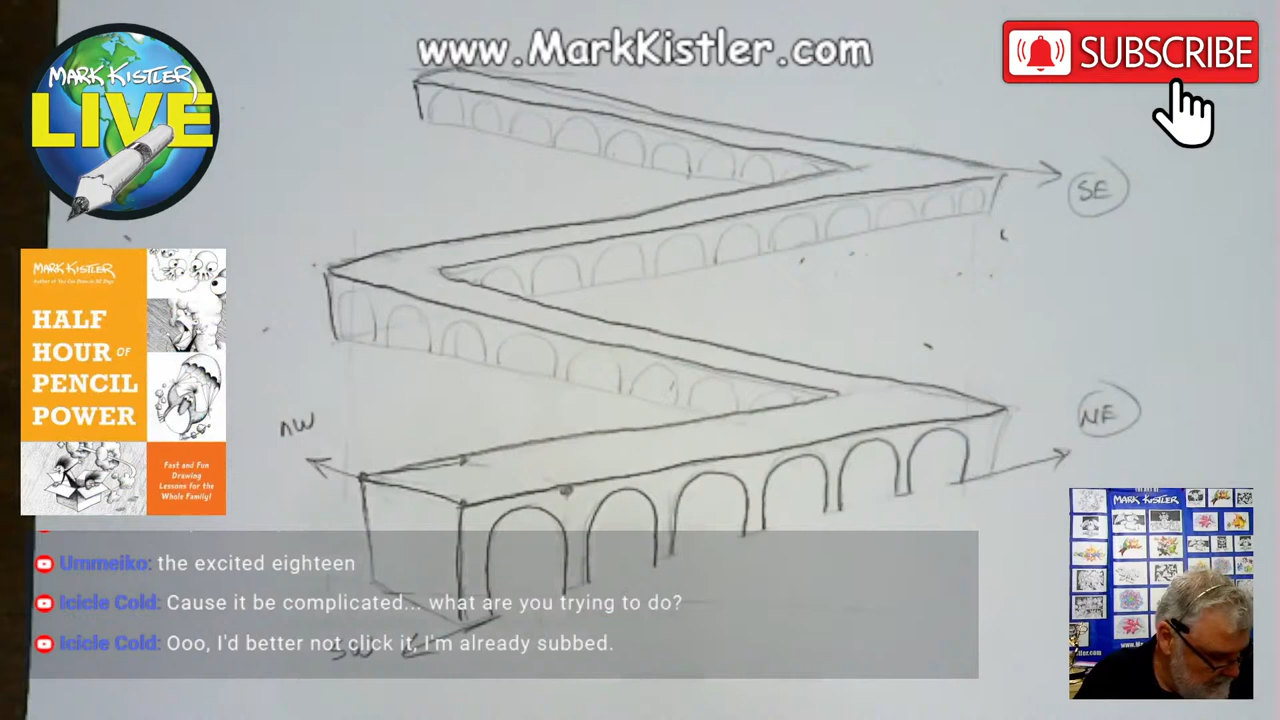 www.MarkKistler.com
MARK KISTLER
LIVE
SUBSCRIBE
SE
MARK KISTLER
HALF
HOUR OF
PENCIL
POWER
Fast and Fun
Drawing
Lessons for the
Whole Family!
NW
NE
SW
MARK KISTLER
Ummeiko: the excited eighteen
Icicle Cold: Cause it be complicated... what are you trying to do?
Icicle Cold: Ooo, I'd better not click it, I'm already subbed.